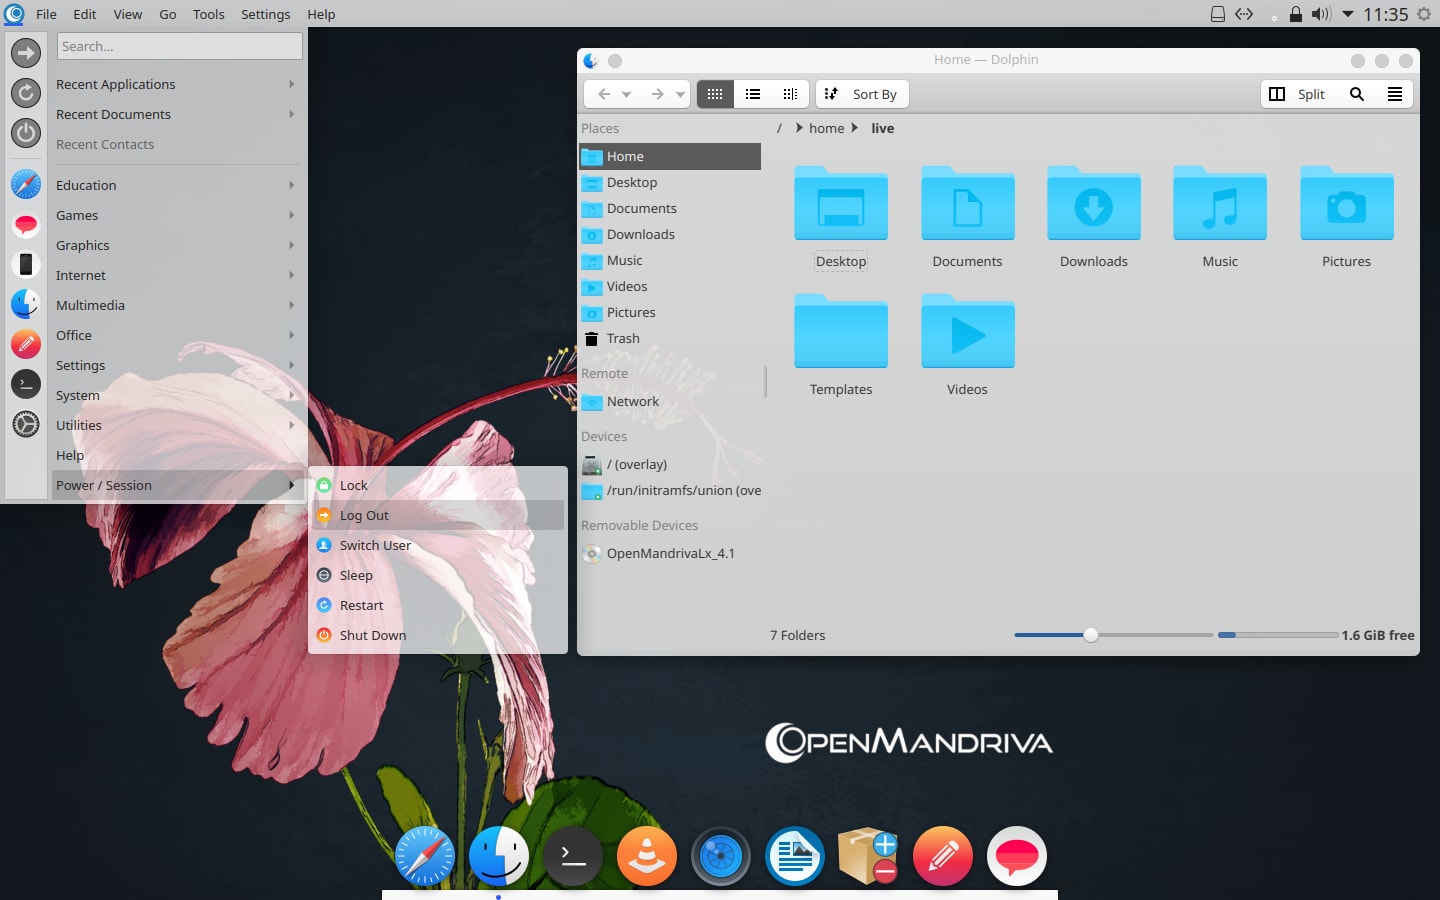 File Edit View Go Tools Settings Help
11:35
Search...
Recent Applications
Recent Documents
Recent Contacts
Education
Games
Graphics
Internet
Multimedia
Office
Settings
System
Utilities
Help
Power / Session
Lock
Log Out
Switch User
Sleep
Restart
Shut Down
Home — Dolphin
Sort By
Split
Places
Home
Desktop
Documents
Downloads
Music
Videos
Pictures
Trash
Remote
Network
Devices
/ (overlay)
/run/initramfs/union (ove
Removable Devices
OpenMandrivaLx_4.1
/ home live
Desktop Documents Downloads Music Pictures
Templates Videos
7 Folders
1.6 GiB free
OPENMANDRIVA